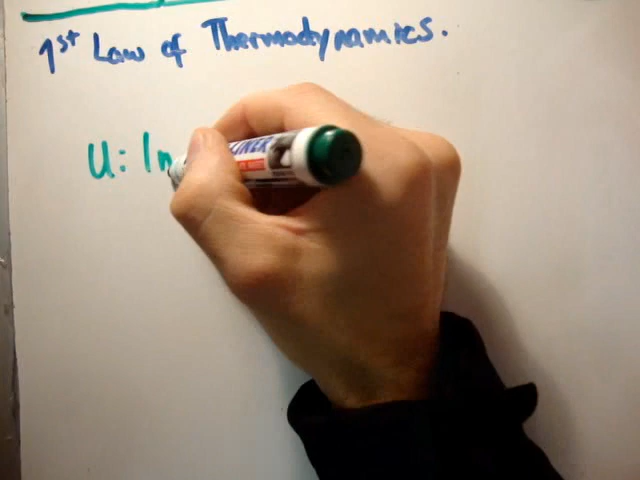 1st Law of Thermodynamics.
U: In